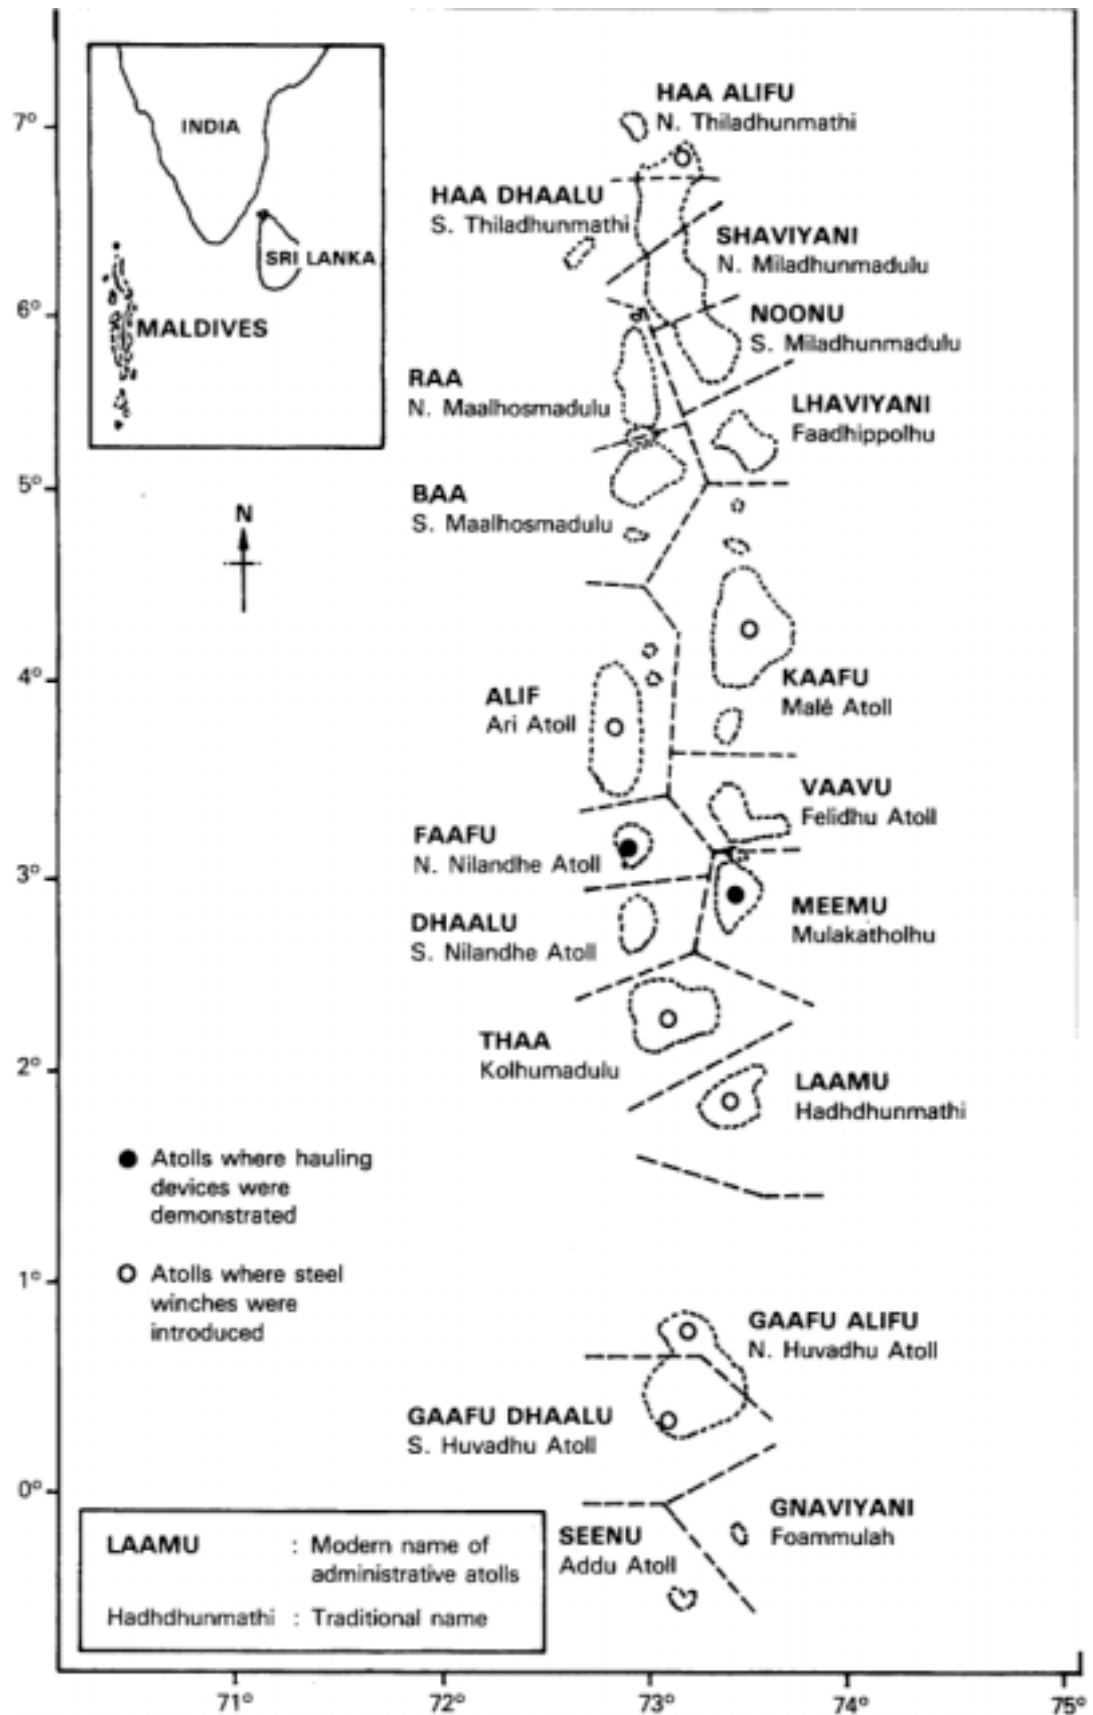 INDIA
SRI LANKA
MALDIVES
N
7°
6°
5°
4°
3°
2°
1°
0°
HAA ALIFU
N. Thiladhunmathi
HAA DHAALU
S. Thiladhunmathi
SHAVIYANI
N. Miladhunmadulu
NOONU
S. Miladhunmadulu
RAA
N. Maalhosmadulu
LHAVIYANI
Faadhippolhu
BAA
S. Maalhosmadulu
KAAFU
Malé Atoll
ALIF
Ari Atoll
VAAVU
Felidhu Atoll
FAAFU
N. Nilandhe Atoll
MEEMU
Mulakatholhu
DHAALU
S. Nilandhe Atoll
THAA
Kolhumadulu
LAAMU
Hadhdhunmathi
● Atolls where hauling
devices were
demonstrated
○ Atolls where steel
winches were
introduced
GAAFU ALIFU
N. Huvadhu Atoll
GAAFU DHAALU
S. Huvadhu Atoll
GNAVIYANI
Foammulah
SEENU
Addu Atoll
LAAMU : Modern name of
administrative atolls
Hadhdhunmathi : Traditional name
71° 72° 73° 74° 75°